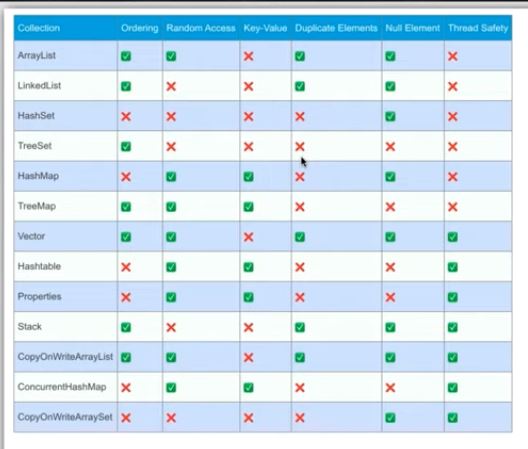 Collection Ordering Random Access Key-Value Duplicate Elements Null Element Thread Safety
ArrayList ✅ ✅ ❌ ✅ ✅ ❌
LinkedList ✅ ❌ ❌ ✅ ✅ ❌
HashSet ❌ ❌ ❌ ❌ ✅ ❌
TreeSet ✅ ❌ ❌ ❌ ❌ ❌
HashMap ❌ ✅ ✅ ❌ ✅ ❌
TreeMap ✅ ✅ ✅ ❌ ❌ ❌
Vector ✅ ✅ ❌ ✅ ✅ ✅
Hashtable ❌ ✅ ✅ ❌ ❌ ✅
Properties ❌ ✅ ✅ ❌ ❌ ✅
Stack ✅ ❌ ❌ ✅ ✅ ✅
CopyOnWriteArrayList ✅ ✅ ❌ ✅ ✅ ✅
ConcurrentHashMap ❌ ✅ ✅ ❌ ❌ ✅
CopyOnWriteArraySet ❌ ❌ ❌ ❌ ✅ ✅